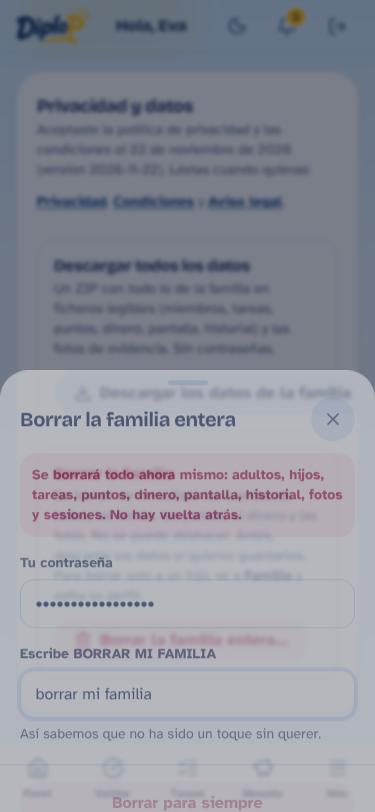 Diplo
Hola, Eva
Privacidad y datos
Aceptaste la política de privacidad y las
condiciones el 22 de noviembre de 2026
(versión 2026-11-22). Léelas cuando quieras:
Privacidad, Condiciones y Aviso legal.
Descargar todos los datos
Un ZIP con todo lo de la familia en
ficheros legibles (miembros, tareas,
puntos, dinero, pantalla, historial) y las
fotos de evidencia. Sin contraseñas.
Descargar los datos de la familia
Borrar la familia entera
Se borrará todo ahora mismo: adultos, hijos,
tareas, puntos, dinero, pantalla, historial, fotos
y sesiones. No hay vuelta atrás.
Tu contraseña
•••••••••••••••••
Borrar la familia entera...
Escribe BORRAR MI FAMILIA
borrar mi familia
Así sabemos que no ha sido un toque sin querer.
Borrar para siempre